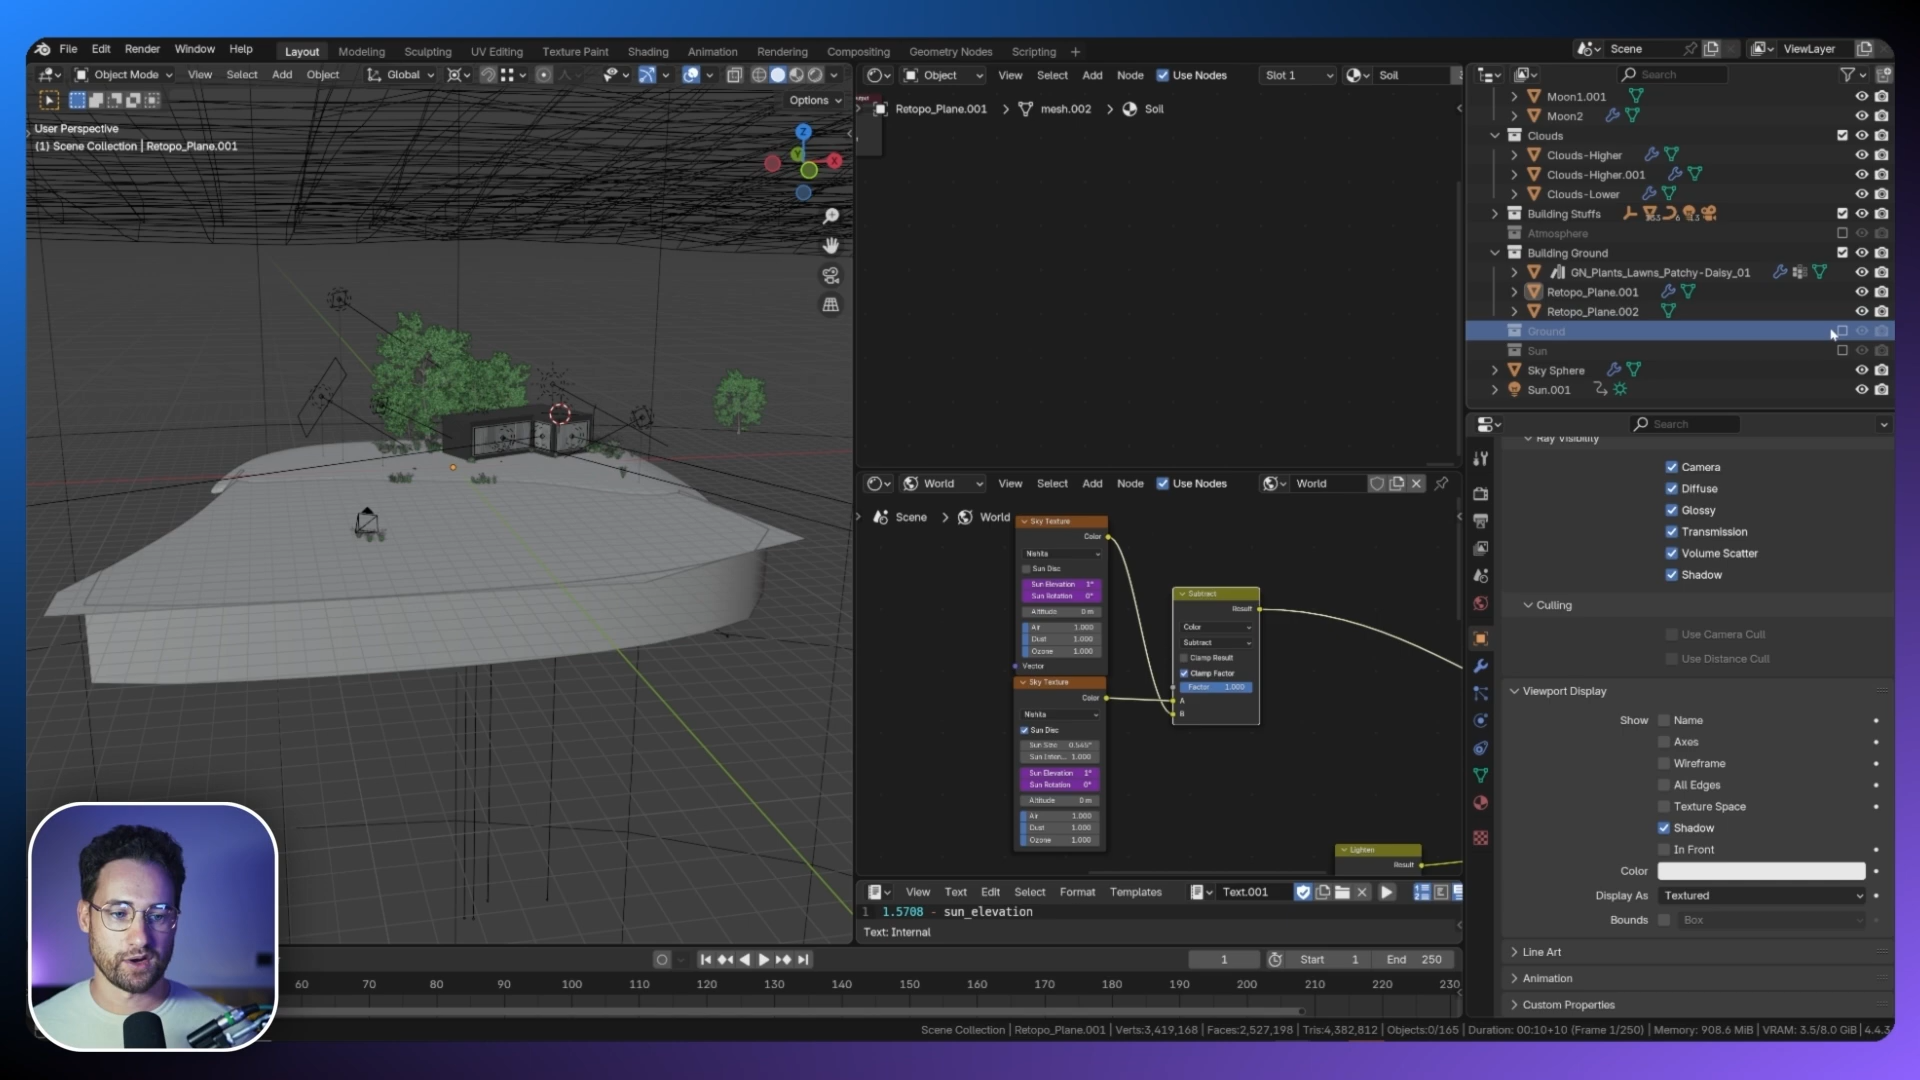 File Edit Render Window Help
Layout Modeling Sculpting UV Editing Texture Paint Shading Animation Rendering Compositing Geometry Nodes Scripting +
Scene
ViewLayer
Object Mode View Select Add Object Global
Options
User Perspective
(1) Scene Collection | Retopo_Plane.001
Z
Y
X
Object View Select Add Node Use Nodes Slot 1 Soil
Retopo_Plane.001 > mesh.002 > Soil
World View Select Add Node Use Nodes World
Scene > World
Sky Texture
Color
Nishita
Sun Disc
Sun Elevation 1°
Sun Rotation 0°
Altitude 0 m
Air 1.000
Dust 1.000
Ozone 1.000
Vector
Sky Texture
Color
Nishita
Sun Disc
Sun Size 0.545°
Sun Inten... 1.000
Sun Elevation 1°
Sun Rotation 0°
Altitude 0 m
Air 1.000
Dust 1.000
Ozone 1.000
Subtract
Result
Color
Subtract
Clamp Result
Clamp Factor
Factor 1.000
A
B
Lighten
Result
View Text Edit Select Format Templates Text.001
1 1.5708 - sun_elevation
Text: Internal
1 Start 1 End 250
60 70 80 90 100 110 120 130 140 150 160 170 180 190 200 210 220 230
Search
Moon1.001
Moon2
Clouds
Clouds-Higher
Clouds-Higher.001
Clouds-Lower
Building Stuffs
Atmosphere
Building Ground
GN_Plants_Lawns_Patchy-Daisy_01
Retopo_Plane.001
Retopo_Plane.002
Ground
Sun
Sky Sphere
Sun.001
Search
Ray Visibility
Camera
Diffuse
Glossy
Transmission
Volume Scatter
Shadow
Culling
Use Camera Cull
Use Distance Cull
Viewport Display
Show Name
Axes
Wireframe
All Edges
Texture Space
Shadow
In Front
Color
Display As Textured
Bounds Box
Line Art
Animation
Custom Properties
Scene Collection | Retopo_Plane.001 | Verts:3,419,168 | Faces:2,527,198 | Tris:4,382,812 | Objects:0/165 | Duration: 00:10+10 (Frame 1/250) | Memory: 908.6 MiB | VRAM: 3.5/8.0 GiB | 4.4.3